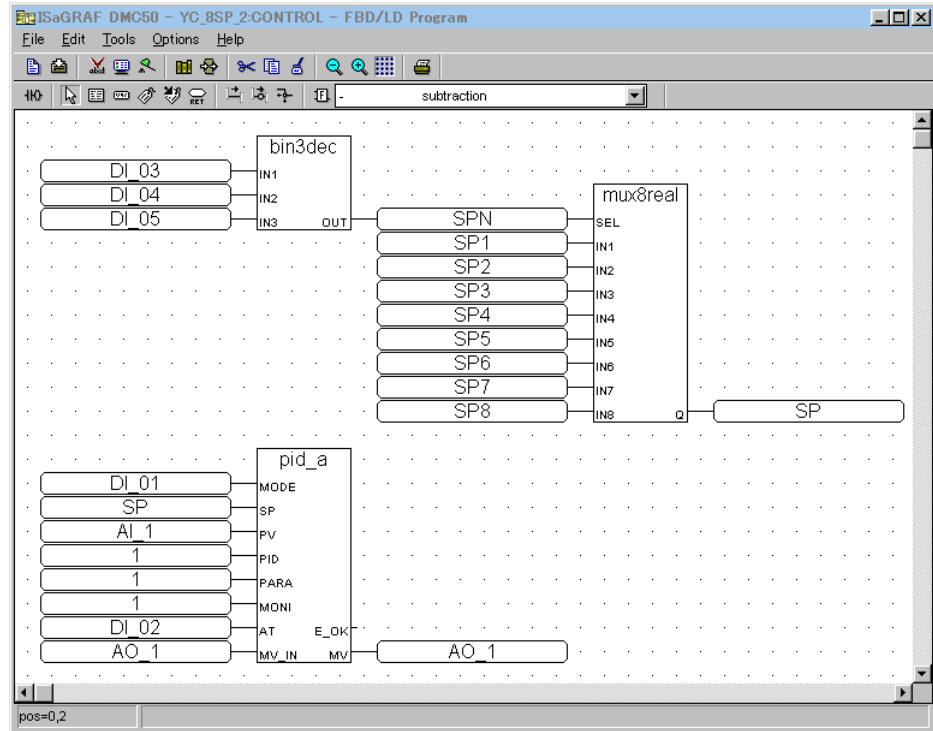 ISaGRAF DMC50 - YC_8SP_2:CONTROL - FBD/LD Program
File Edit Tools Options Help
- subtraction
bin3dec
DI_03 IN1
DI_04 IN2
DI_05 IN3 OUT
mux8real
SPN SEL
SP1 IN1
SP2 IN2
SP3 IN3
SP4 IN4
SP5 IN5
SP6 IN6
SP7 IN7
SP8 IN8 Q SP
pid_a
DI_01 MODE
SP SP
AI_1 PV
1 PID
1 PARA
1 MONI
DI_02 AT E_OK
AO_1 MV_IN MV AO_1
pos=0,2